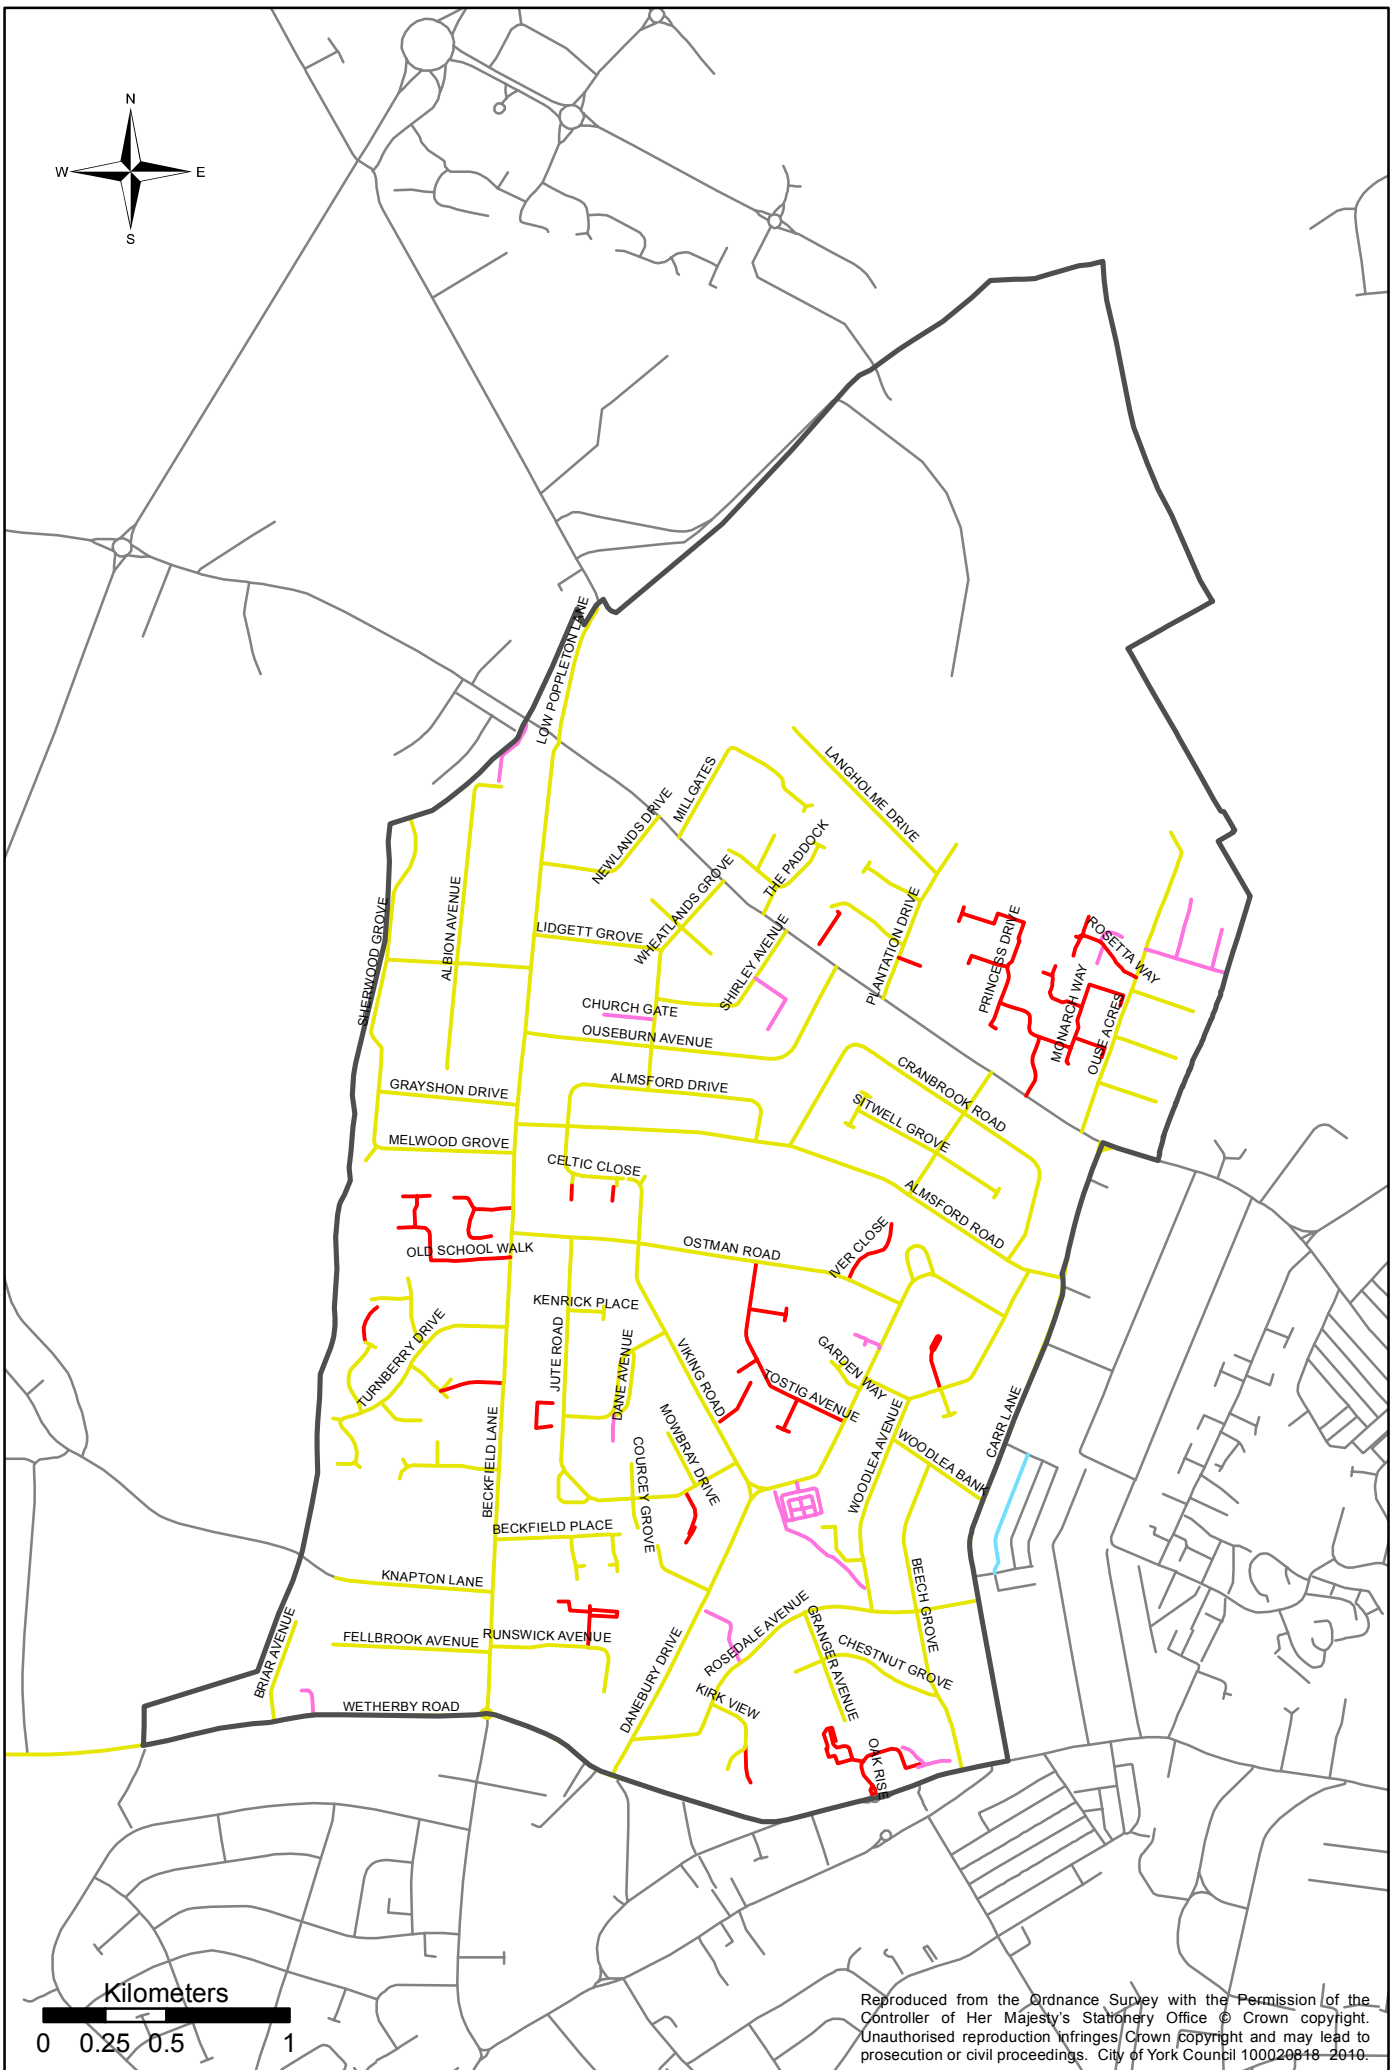 N
W
E
S
LOW POPPLETON LANE
LANGHOLME DRIVE
MILLGATES
NEWLANDS DRIVE
THE PADDOCK
WHEATLANDS GROVE
SHERWOOD GROVE
ALBION AVENUE
LIDGETT GROVE
SHIRLEY AVENUE
PLANTATION DRIVE
PRINCESS DRIVE
ROSETTA WAY
MONARCH WAY
OUSE ACRES
CHURCH GATE
OUSEBURN AVENUE
GRAYSHON DRIVE
ALMSFORD DRIVE
CRANBROOK ROAD
SITWELL GROVE
MELWOOD GROVE
CELTIC CLOSE
ALMSFORD ROAD
OLD SCHOOL WALK
OSTMAN ROAD
IVER CLOSE
KENRICK PLACE
TURNBERRY DRIVE
JUTE ROAD
DANE AVENUE
VIKING ROAD
GARDEN WAY
TOSTIG AVENUE
CARR LANE
BECKFIELD LANE
MOWBRAY DRIVE
COURCEY GROVE
WOODLEA AVENUE
WOODLEA BANK
BECKFIELD PLACE
KNAPTON LANE
BEECH GROVE
BRIAR AVENUE
FELLBROOK AVENUE
RUNSWICK AVENUE
ROSEDALE AVENUE
GRANGER AVENUE
CHESTNUT GROVE
DANEBURY DRIVE
KIRK VIEW
WETHERBY ROAD
OAK RISE
Kilometers
0 0.25 0.5 1
Reproduced from the Ordnance Survey with the Permission of the
Controller of Her Majesty's Stationery Office © Crown copyright.
Unauthorised reproduction infringes Crown copyright and may lead to
prosecution or civil proceedings. City of York Council 100020818 2010.